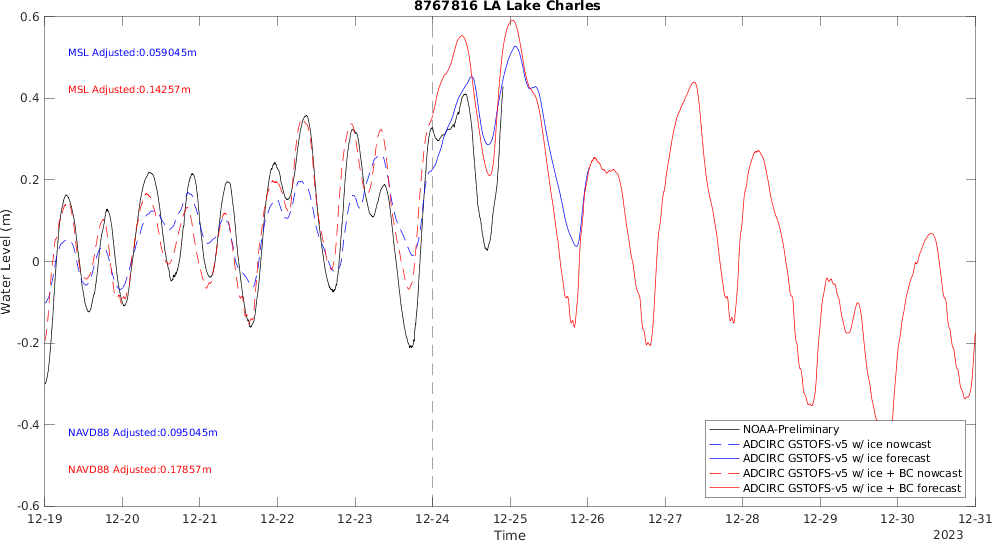 8767816 LA Lake Charles
0.6
0.4
0.2
0
-0.2
-0.4
-0.6
Water Level (m)
MSL Adjusted:0.059045m
MSL Adjusted:0.14257m
NAVD88 Adjusted:0.095045m
NAVD88 Adjusted:0.17857m
NOAA-Preliminary
ADCIRC GSTOFS-v5 w/ ice nowcast
ADCIRC GSTOFS-v5 w/ ice forecast
ADCIRC GSTOFS-v5 w/ ice + BC nowcast
ADCIRC GSTOFS-v5 w/ ice + BC forecast
12-19 12-20 12-21 12-22 12-23 12-24 12-25 12-26 12-27 12-28 12-29 12-30 12-31
Time
2023